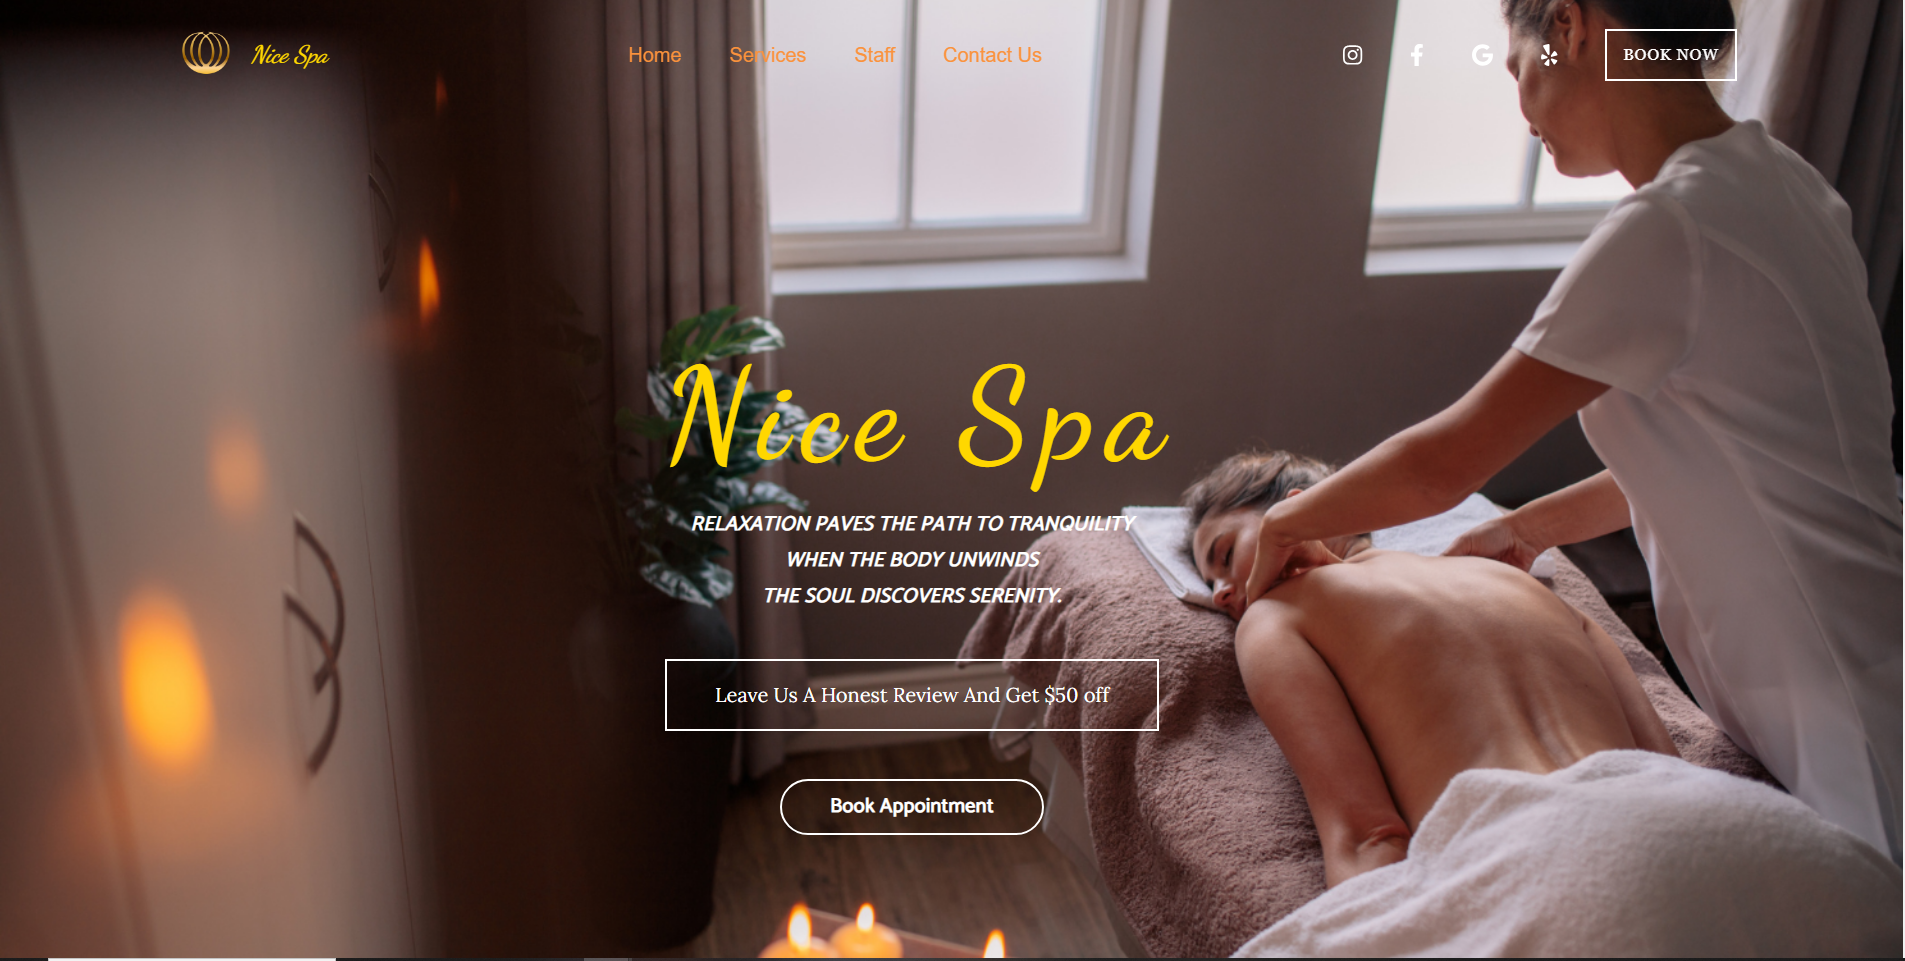 Nice Spa
Home Services Staff Contact Us
BOOK NOW
Nice Spa
RELAXATION PAVES THE PATH TO TRANQUILITY
WHEN THE BODY UNWINDS
THE SOUL DISCOVERS SERENITY.
Leave Us A Honest Review And Get $50 off
Book Appointment